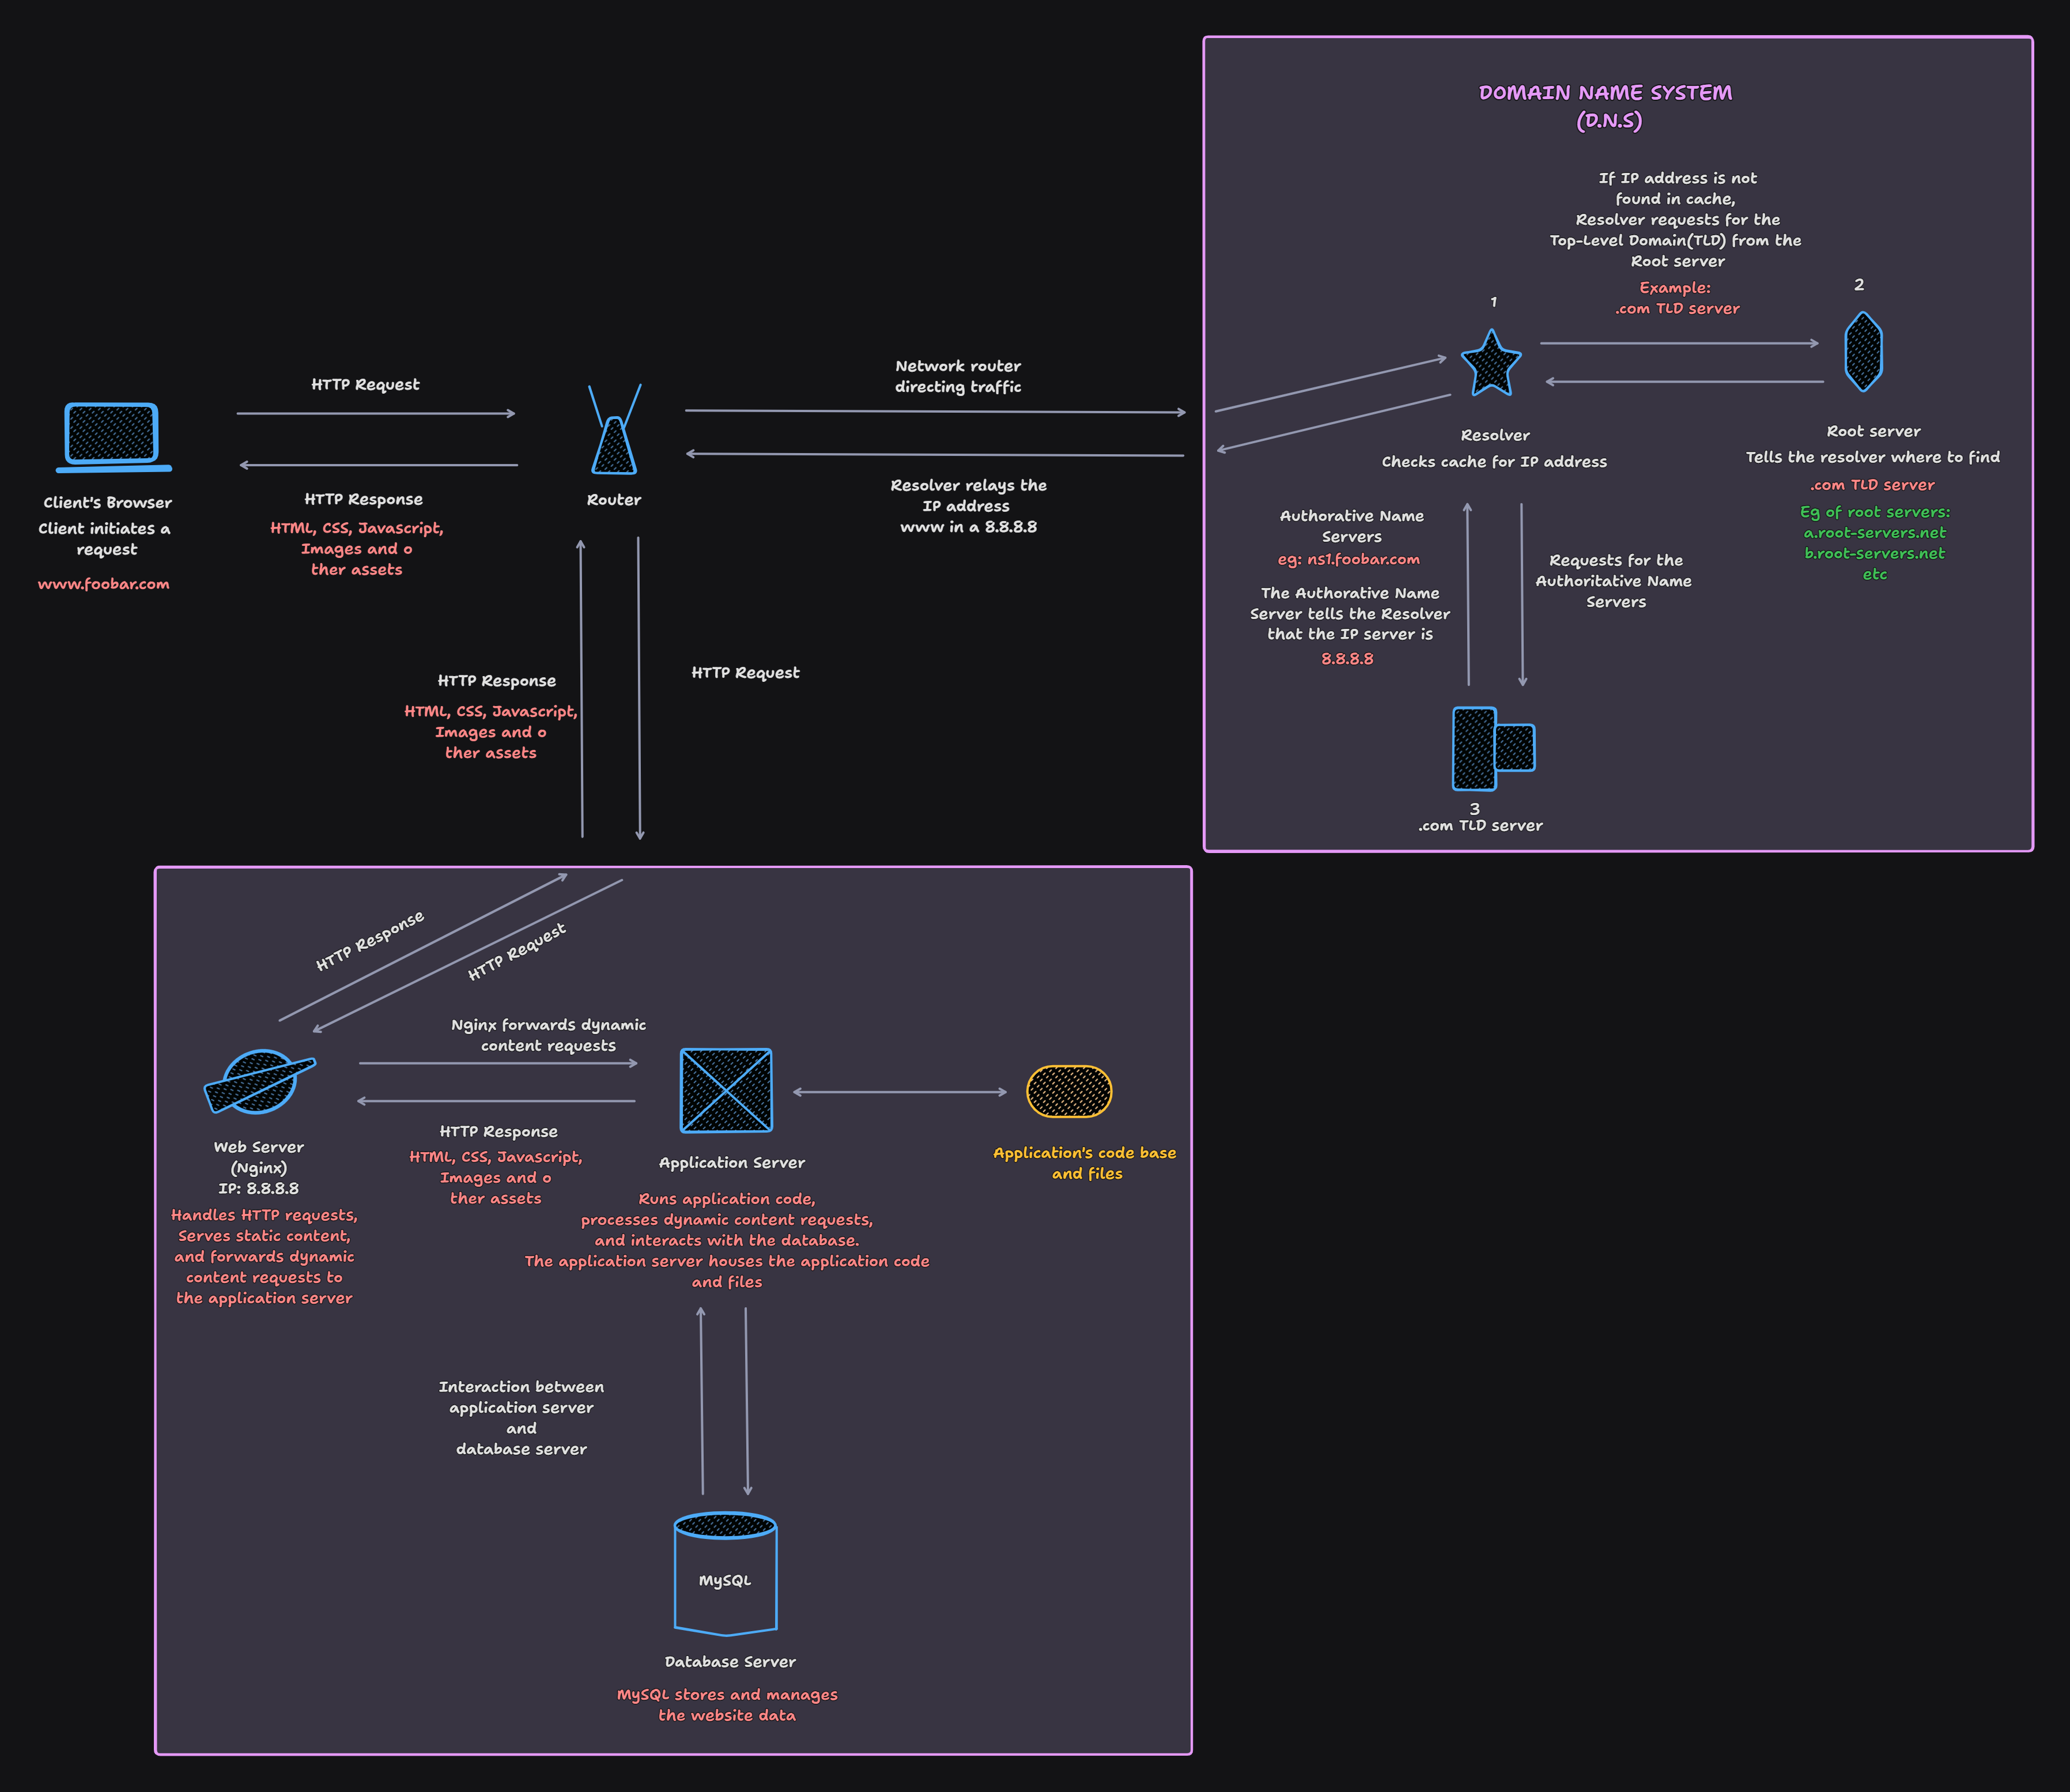 DOMAIN NAME SYSTEM
(D.N.S)
If IP address is not
found in cache,
Resolver requests for the
Top-Level Domain(TLD) from the
Root server
Example:
.com TLD server
1
2
Resolver
Checks cache for IP address
Root server
Tells the resolver where to find
.com TLD server
Eg of root servers:
a.root-servers.net
b.root-servers.net
etc
Authorative Name
Servers
eg: ns1.foobar.com
The Authorative Name
Server tells the Resolver
that the IP server is
8.8.8.8
Requests for the
Authoritative Name
Servers
3
.com TLD server
HTTP Request
Client's Browser
Client initiates a
request
www.foobar.com
HTTP Response
HTML, CSS, Javascript,
Images and o
ther assets
Router
Network router
directing traffic
Resolver relays the
IP address
www in a 8.8.8.8
HTTP Response
HTML, CSS, Javascript,
Images and o
ther assets
HTTP Request
HTTP Response
HTTP Request
Nginx forwards dynamic
content requests
Web Server
(Nginx)
IP: 8.8.8.8
Handles HTTP requests,
Serves static content,
and forwards dynamic
content requests to
the application server
HTTP Response
HTML, CSS, Javascript,
Images and o
ther assets
Application Server
Runs application code,
processes dynamic content requests,
and interacts with the database.
The application server houses the application code
and files
Application's code base
and files
Interaction between
application server
and
database server
MySQL
Database Server
MySQL stores and manages
the website data